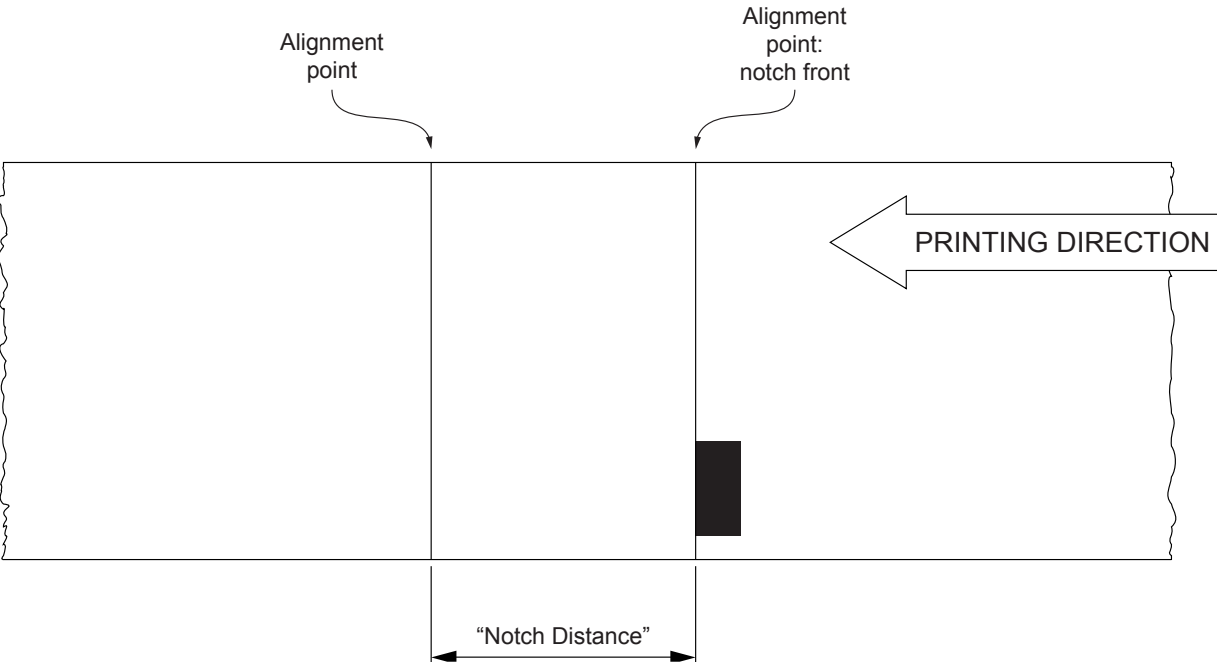 Alignment
point
Alignment
point:
notch front
PRINTING DIRECTION
“Notch Distance”